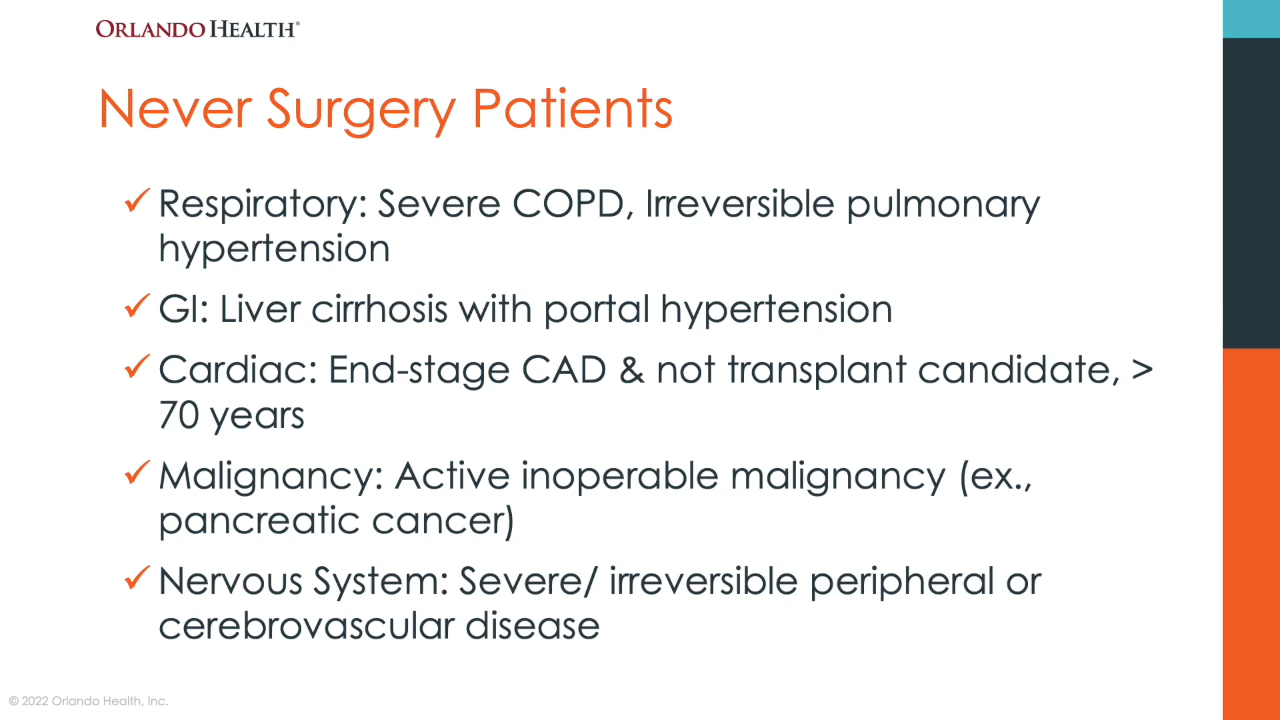 ORLANDO HEALTH®
Never Surgery Patients
✓ Respiratory: Severe COPD, Irreversible pulmonary
hypertension
✓ GI: Liver cirrhosis with portal hypertension
✓ Cardiac: End-stage CAD & not transplant candidate, >
70 years
✓ Malignancy: Active inoperable malignancy (ex.,
pancreatic cancer)
✓ Nervous System: Severe/ irreversible peripheral or
cerebrovascular disease
© 2022 Orlando Health, Inc.